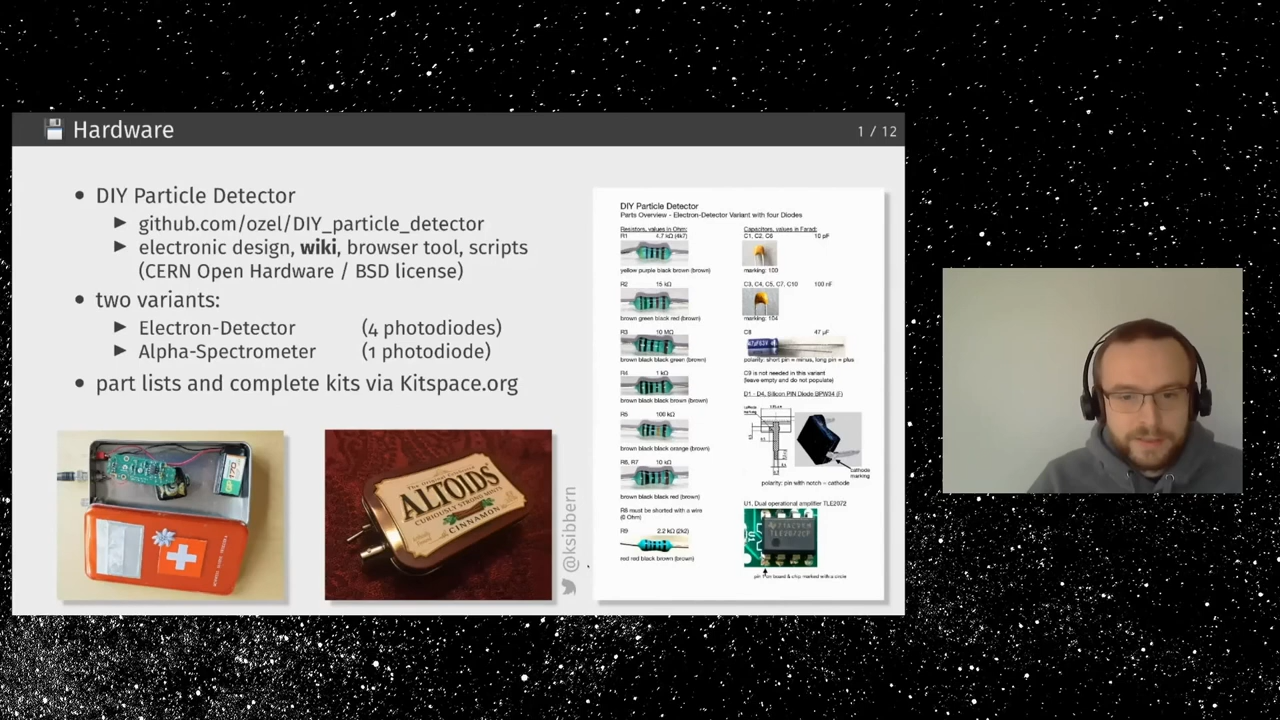 Hardware
1 / 12
DIY Particle Detector
github.com/ozel/DIY_particle_detector
electronic design, wiki, browser tool, scripts
(CERN Open Hardware / BSD license)
two variants:
Electron-Detector (4 photodiodes)
Alpha-Spectrometer (1 photodiode)
part lists and complete kits via Kitspace.org
ALTOIDS
CURIOUSLY STRONG MINTS
CINNAMON
@ksibbern
DIY Particle Detector
Parts Overview - Electron-Detector Variant with four Diodes
Resistors, values in Ohm:
R1 4.7 kΩ (4k7)
yellow purple black brown (brown)
R2 15 kΩ
brown green black red (brown)
R3 10 MΩ
brown black black green (brown)
R4 1 kΩ
brown black black brown (brown)
R5 100 kΩ
brown black black orange (brown)
R6, R7 10 kΩ
brown black black red (brown)
R8 must be shorted with a wire
(0 Ohm)
R9 2.2 kΩ (2k2)
red red black brown (brown)
Capacitors, values in Farad:
C1, C2, C6 10 pF
marking: 100
C3, C4, C5, C7, C10 100 nF
marking: 104
C8 47 µF
polarity: short pin = minus, long pin = plus
C9 is not needed in this variant
(leave empty and do not populate)
D1 - D4, Silicon PIN Diode BPW34 (F)
cathode
marking
polarity: pin with notch = cathode
U1, Dual operational amplifier TLE2072
TLE2072CP
pin 1 on board & chip marked with a circle